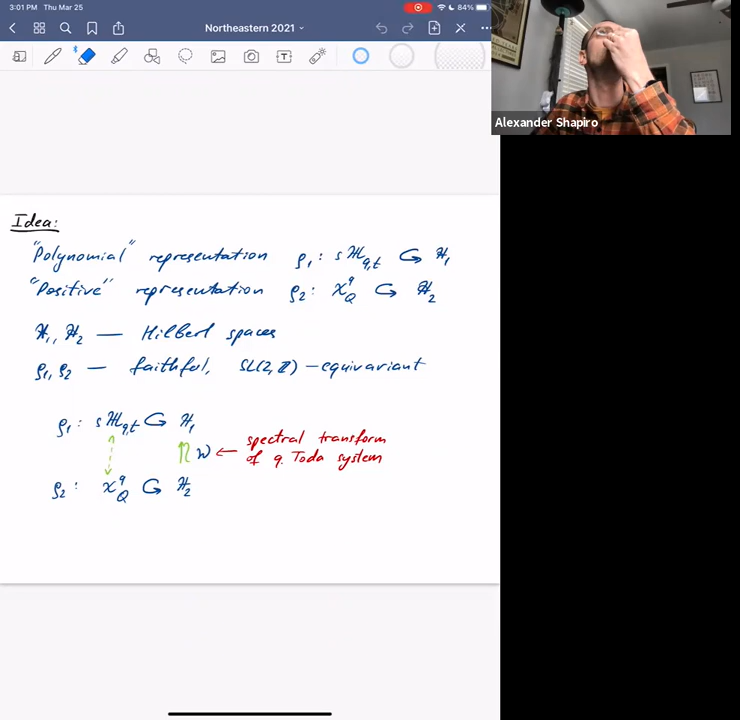 3:01 PM Thu Mar 25
84%
Northeastern 2021
Alexander Shapiro
Idea:
"Polynomial" representation ρ₁: sℋ_{q,t} ↻ ℋ₁
"Positive" representation ρ₂: χ_Q^q ↻ ℋ₂
ℋ₁, ℋ₂ — Hilbert spaces
ρ₁, ρ₂ — faithful, SL(2,ℤ)-equivariant
ρ₁: sℋ_{q,t} ↻ ℋ₁
W ← spectral transform
of q. Toda system
ρ₂: χ_Q^q ↻ ℋ₂